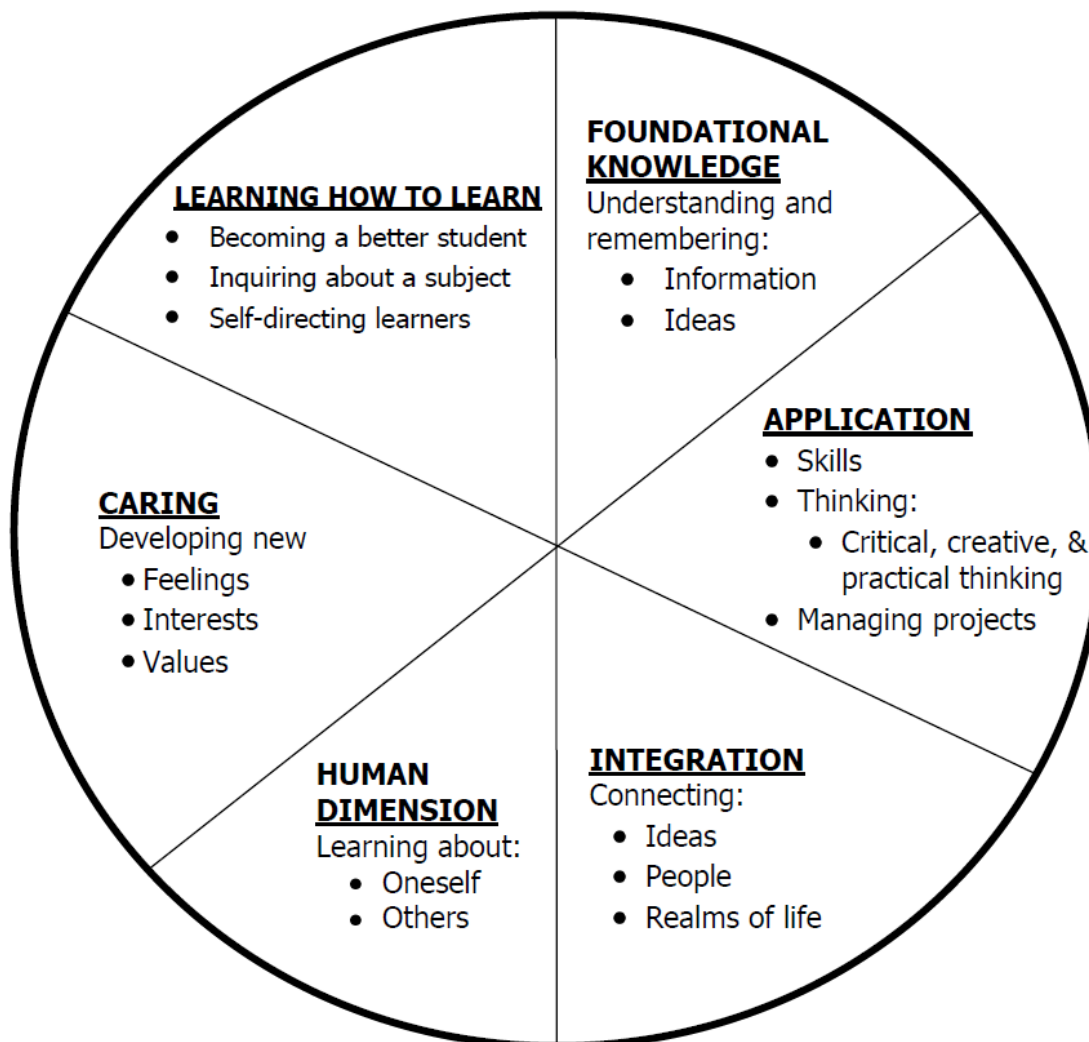 FOUNDATIONAL
KNOWLEDGE
Understanding and
remembering:
• Information
• Ideas
APPLICATION
• Skills
• Thinking:
• Critical, creative, &
practical thinking
• Managing projects
INTEGRATION
Connecting:
• Ideas
• People
• Realms of life
HUMAN
DIMENSION
Learning about:
• Oneself
• Others
CARING
Developing new
• Feelings
• Interests
• Values
LEARNING HOW TO LEARN
• Becoming a better student
• Inquiring about a subject
• Self-directing learners